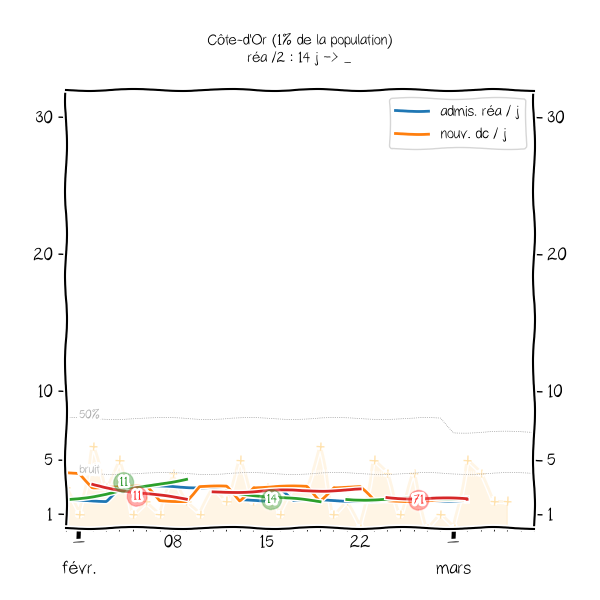 Côte-d'Or (1% de la population)
réa /2 : 14 j -> _
admis. réa / j
nouv. dc / j
30
30
20
20
10
10
50%
5
5
bruit
11
11
14
71
1
1
08
15
22
févr.
mars